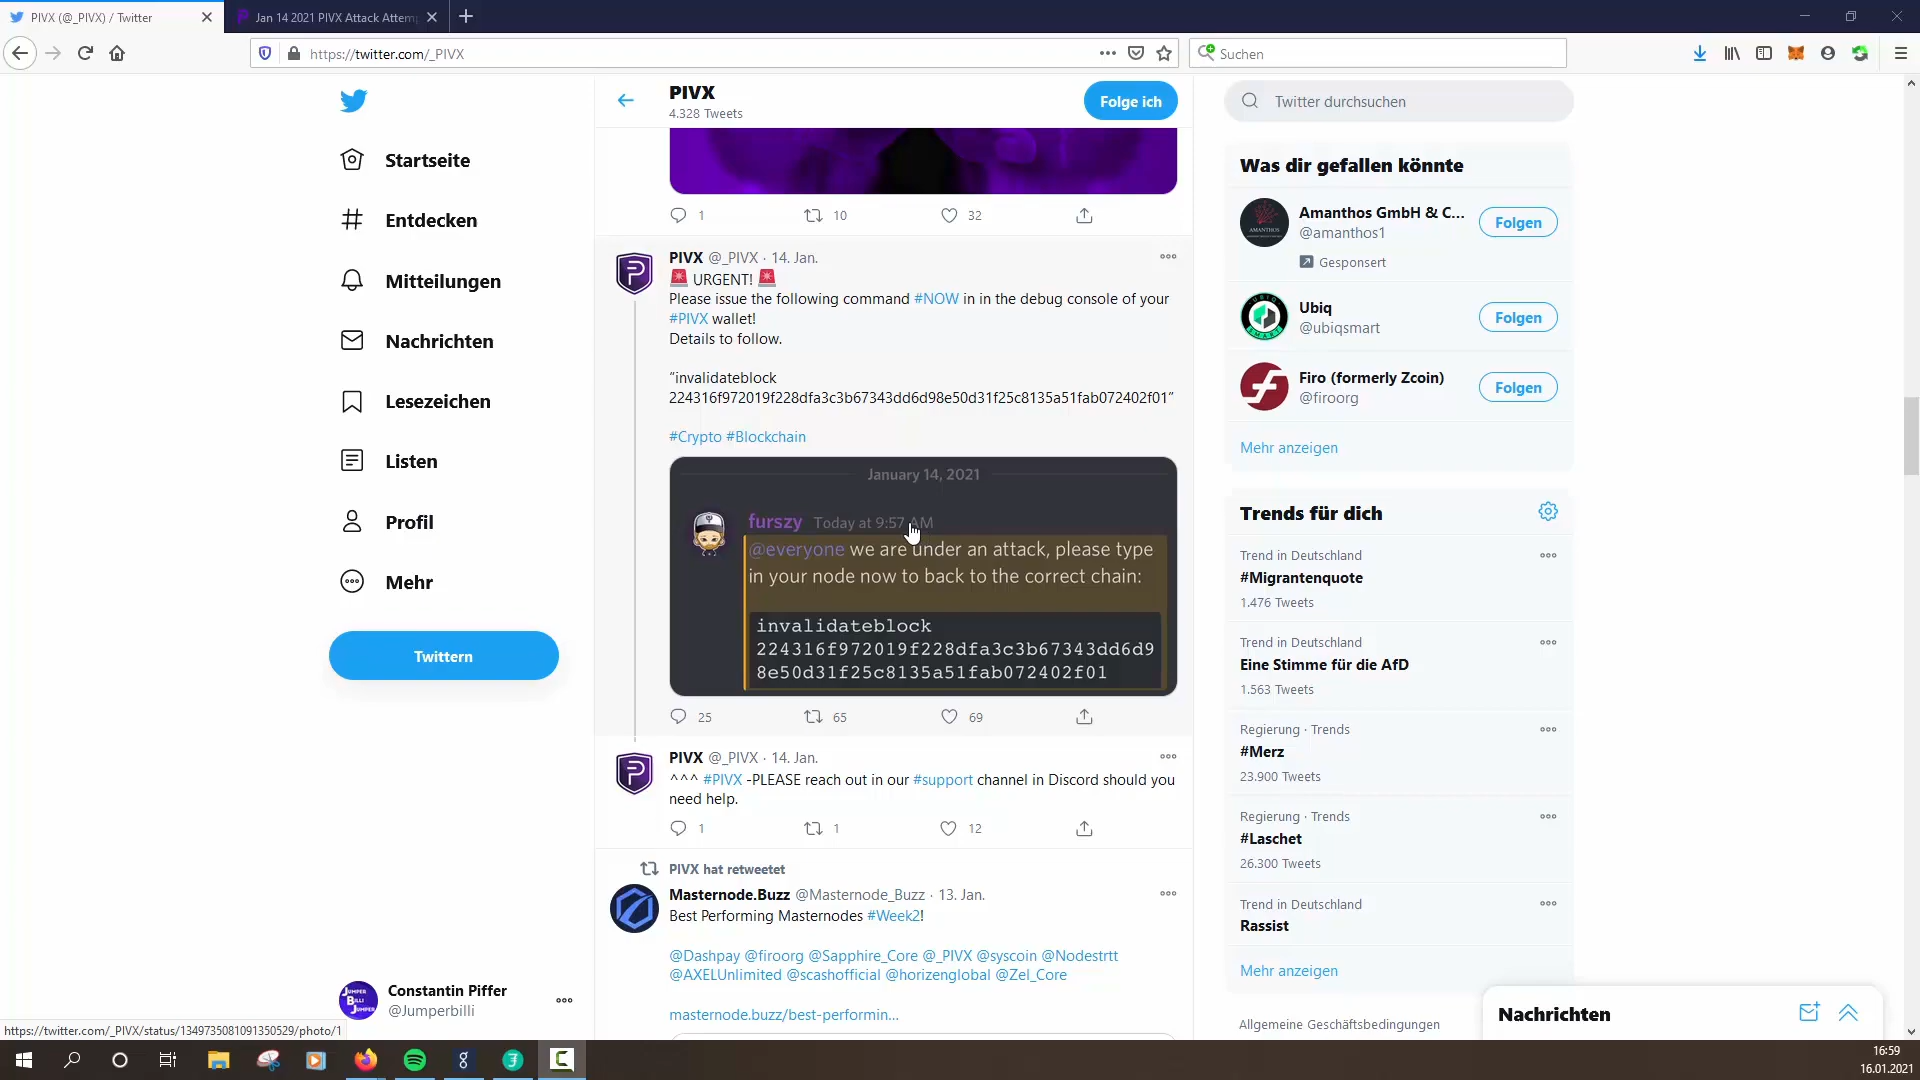 PIVX (@_PIVX) / Twitter
Jan 14 2021 PIVX Attack Attemp
https://twitter.com/_PIVX
Suchen
Startseite
Entdecken
Mitteilungen
Nachrichten
Lesezeichen
Listen
Profil
Mehr
Twittern
Constantin Piffer
@Jumperbilli
PIVX
4.328 Tweets
Folge ich
1 10 32
PIVX @_PIVX · 14. Jan.
🚨 URGENT! 🚨
Please issue the following command #NOW in in the debug console of your
#PIVX wallet!
Details to follow.
“invalidateblock
224316f972019f228dfa3c3b67343dd6d98e50d31f25c8135a51fab072402f01”
#Crypto #Blockchain
January 14, 2021
furszy Today at 9:57 AM
@everyone we are under an attack, please type
in your node now to back to the correct chain:
invalidateblock
224316f972019f228dfa3c3b67343dd6d9
8e50d31f25c8135a51fab072402f01
25 65 69
PIVX @_PIVX · 14. Jan.
^^^ #PIVX -PLEASE reach out in our #support channel in Discord should you
need help.
1 1 12
PIVX hat retweetet
Masternode.Buzz @Masternode_Buzz · 13. Jan.
Best Performing Masternodes #Week2!
@Dashpay @firoorg @Sapphire_Core @_PIVX @syscoin @Nodestrtt
@AXELUnlimited @scashofficial @horizenglobal @Zel_Core
masternode.buzz/best-performin...
Twitter durchsuchen
Was dir gefallen könnte
Amanthos GmbH & C...
@amanthos1
Folgen
Gesponsert
Ubiq
@ubiqsmart
Folgen
Firo (formerly Zcoin)
@firoorg
Folgen
Mehr anzeigen
Trends für dich
Trend in Deutschland
#Migrantenquote
1.476 Tweets
Trend in Deutschland
Eine Stimme für die AfD
1.563 Tweets
Regierung · Trends
#Merz
23.900 Tweets
Regierung · Trends
#Laschet
26.300 Tweets
Trend in Deutschland
Rassist
Mehr anzeigen
Allgemeine Geschäftsbedingungen
Nachrichten
https://twitter.com/_PIVX/status/1349735081091350529/photo/1
16:59
16.01.2021